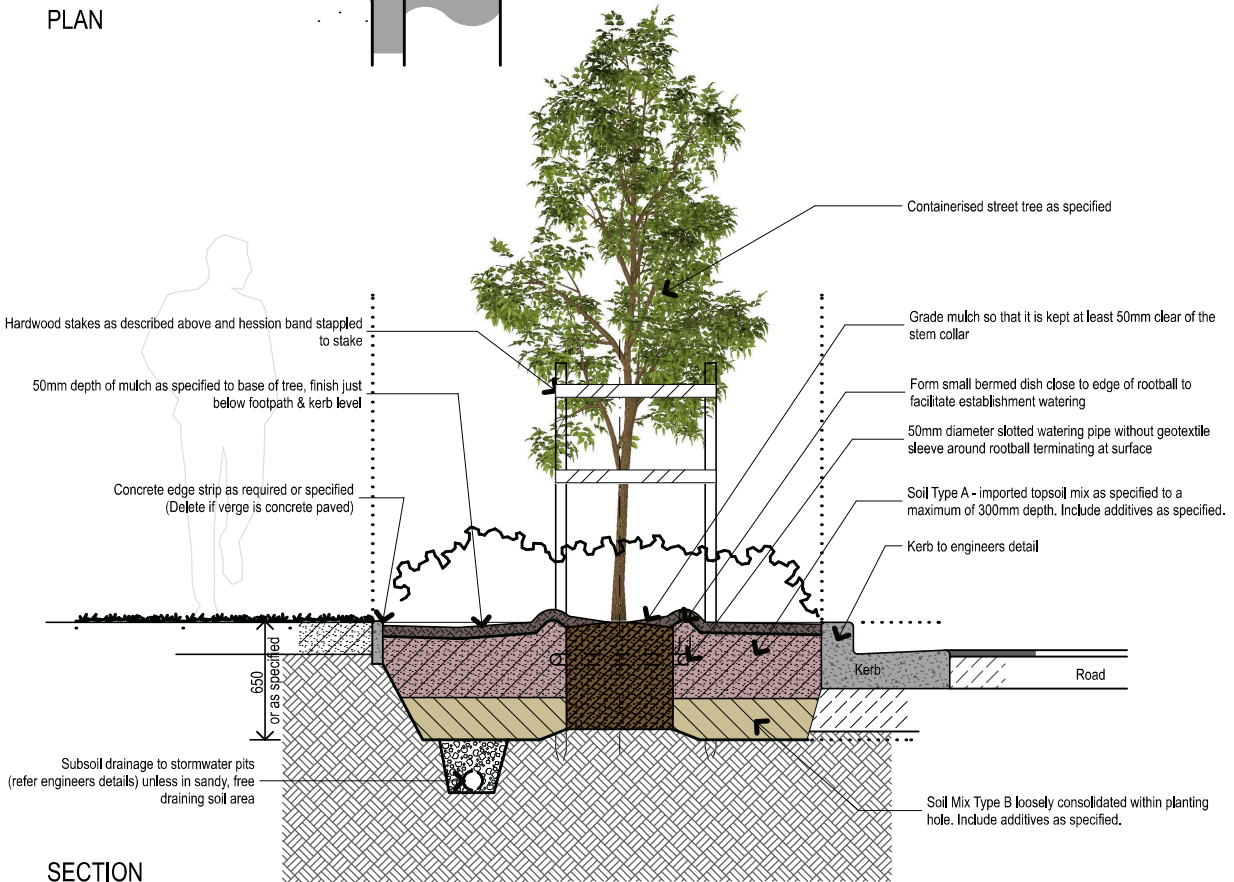 PLAN
Containerised street tree as specified
Hardwood stakes as described above and hession band stappled
to stake
Grade mulch so that it is kept at least 50mm clear of the
stem collar
50mm depth of mulch as specified to base of tree, finish just
below footpath & kerb level
Form small bermed dish close to edge of rootball to
facilitate establishment watering
50mm diameter slotted watering pipe without geotextile
sleeve around rootball terminating at surface
Concrete edge strip as required or specified
(Delete if verge is concrete paved)
Soil Type A - imported topsoil mix as specified to a
maximum of 300mm depth. Include additives as specified.
Kerb to engineers detail
Kerb
Road
650
or as specified
Subsoil drainage to stormwater pits
(refer engineers details) unless in sandy, free
draining soil area
Soil Mix Type B loosely consolidated within planting
hole. Include additives as specified.
SECTION